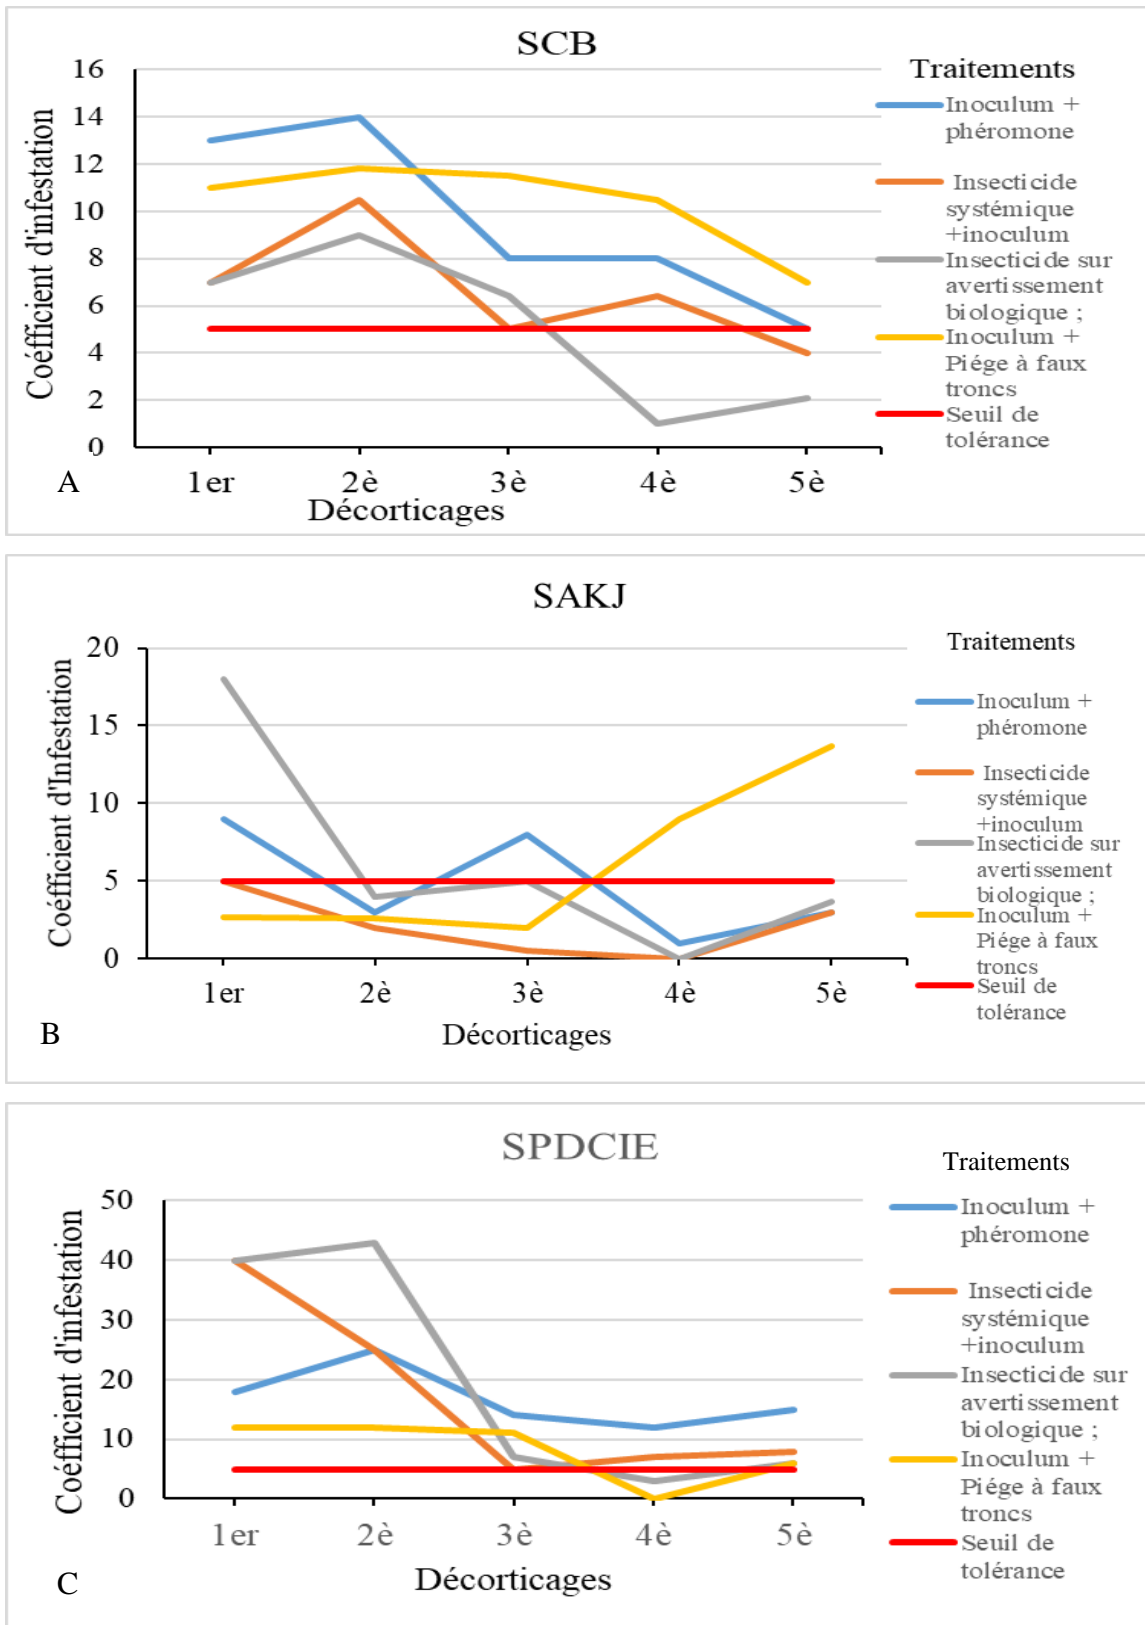 SCB
16
14
12
10
8
6
4
2
0
Coéfficient d'infestation
1er 2è 3è 4è 5è
Décorticages
A
Traitements
Inoculum +
phéromone
Insecticide
systémique
+inoculum
Insecticide sur
avertissement
biologique ;
Inoculum +
Piége à faux
troncs
Seuil de
tolérance
SAKJ
20
15
10
5
0
Coéfficient d'Infestation
1er 2è 3è 4è 5è
Décorticages
B
Traitements
Inoculum +
phéromone
Insecticide
systémique
+inoculum
Insecticide sur
avertissement
biologique ;
Inoculum +
Piége à faux
troncs
Seuil de
tolérance
SPDCIE
50
40
30
20
10
0
Coéfficient d'infestation
1er 2è 3è 4è 5è
Décorticages
C
Traitements
Inoculum +
phéromone
Insecticide
systémique
+inoculum
Insecticide sur
avertissement
biologique ;
Inoculum +
Piége à faux
troncs
Seuil de
tolérance